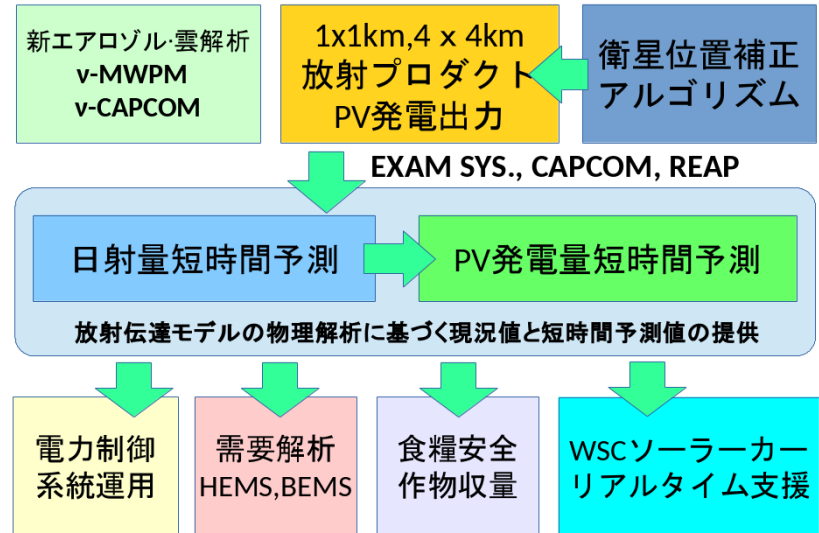 新エアロゾル·雲解析
ν-MWPM
ν-CAPCOM
1x1km,4 x 4km
放射プロダクト
PV発電出力
衛星位置補正
アルゴリズム
EXAM SYS., CAPCOM, REAP
日射量短時間予測
PV発電量短時間予測
放射伝達モデルの物理解析に基づく現況値と短時間予測値の提供
電力制御
系統運用
需要解析
HEMS,BEMS
食糧安全
作物収量
WSCソーラーカー
リアルタイム支援